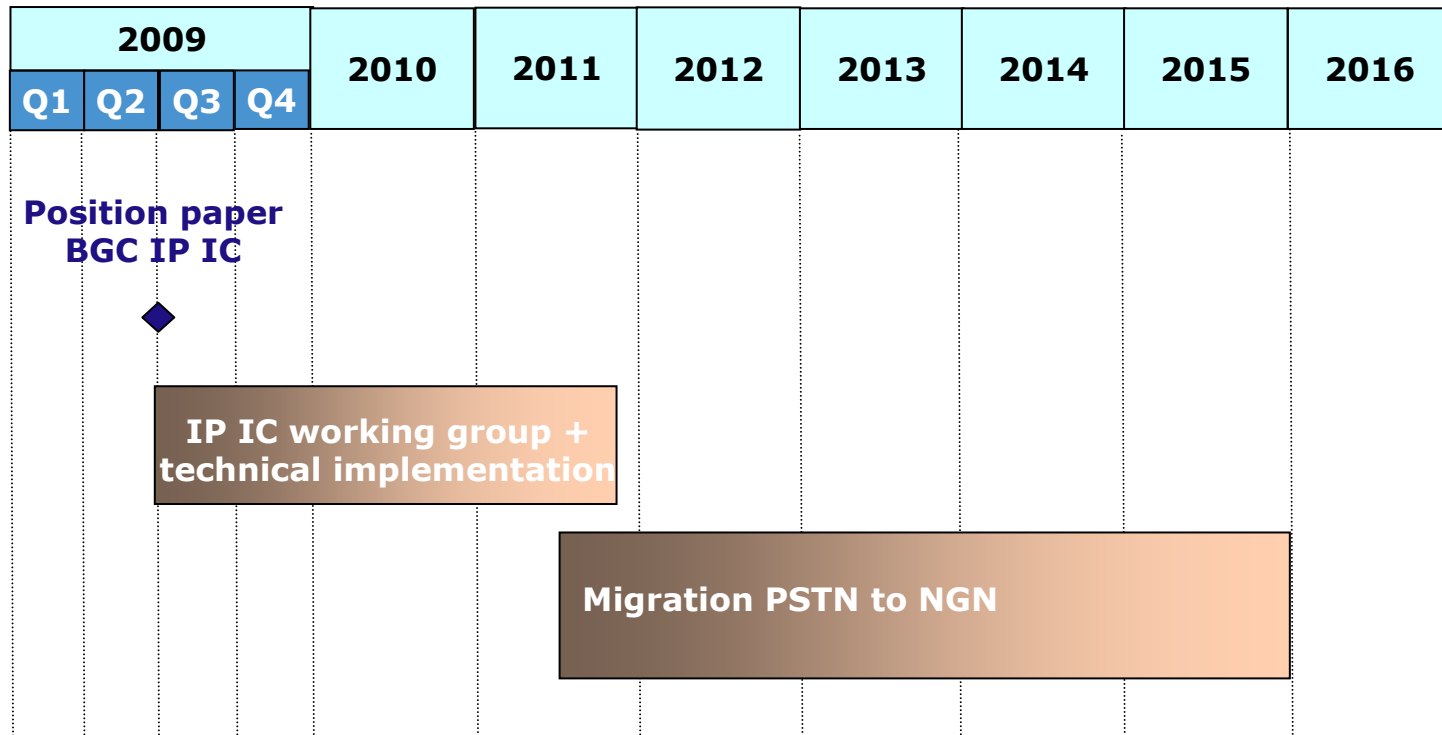 2009
2010
2011
2012
2013
2014
2015
2016
Q1
Q2
Q3
Q4
Position paper
BGC IP IC
IP IC working group +
technical implementation
Migration PSTN to NGN